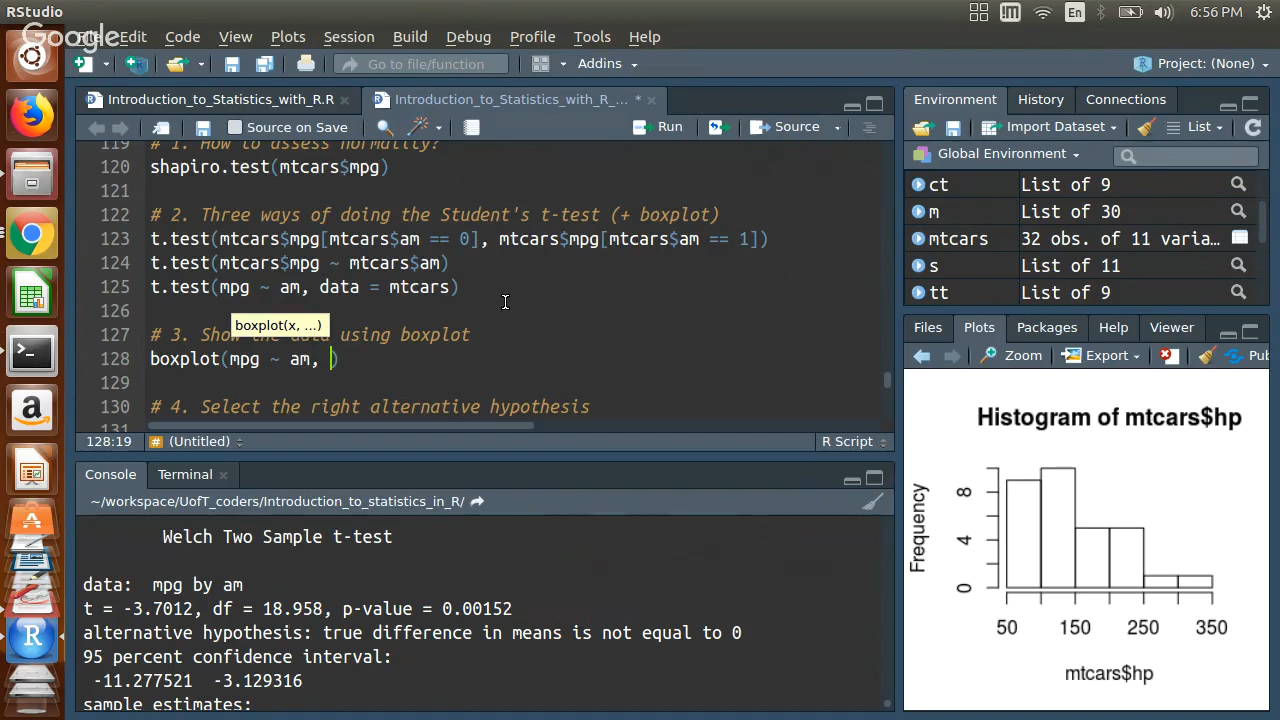 RStudio
En
6:56 PM
Google
Edit Code View Plots Session Build Debug Profile Tools Help
Go to file/function
Addins
Project: (None)
Introduction_to_Statistics_with_R.R
Introduction_to_Statistics_with_R_... *
Source on Save
Run
Source
119 # 1. How to assess normality?
120 shapiro.test(mtcars$mpg)
121
122 # 2. Three ways of doing the Student's t-test (+ boxplot)
123 t.test(mtcars$mpg[mtcars$am == 0], mtcars$mpg[mtcars$am == 1])
124 t.test(mtcars$mpg ~ mtcars$am)
125 t.test(mpg ~ am, data = mtcars)
126
boxplot(x, ...)
127 # 3. Show the data using boxplot
128 boxplot(mpg ~ am, )
129
130 # 4. Select the right alternative hypothesis
131
128:19
(Untitled)
R Script
Console Terminal
~/workspace/UofT_coders/Introduction_to_statistics_in_R/
Welch Two Sample t-test
data: mpg by am
t = -3.7012, df = 18.958, p-value = 0.00152
alternative hypothesis: true difference in means is not equal to 0
95 percent confidence interval:
-11.277521 -3.129316
sample estimates:
Environment History Connections
Import Dataset
List
Global Environment
ct List of 9
m List of 30
mtcars 32 obs. of 11 varia…
s List of 11
tt List of 9
Files Plots Packages Help Viewer
Zoom Export Pub
Histogram of mtcars$hp
Frequency
8
4
0
50 150 250 350
mtcars$hp